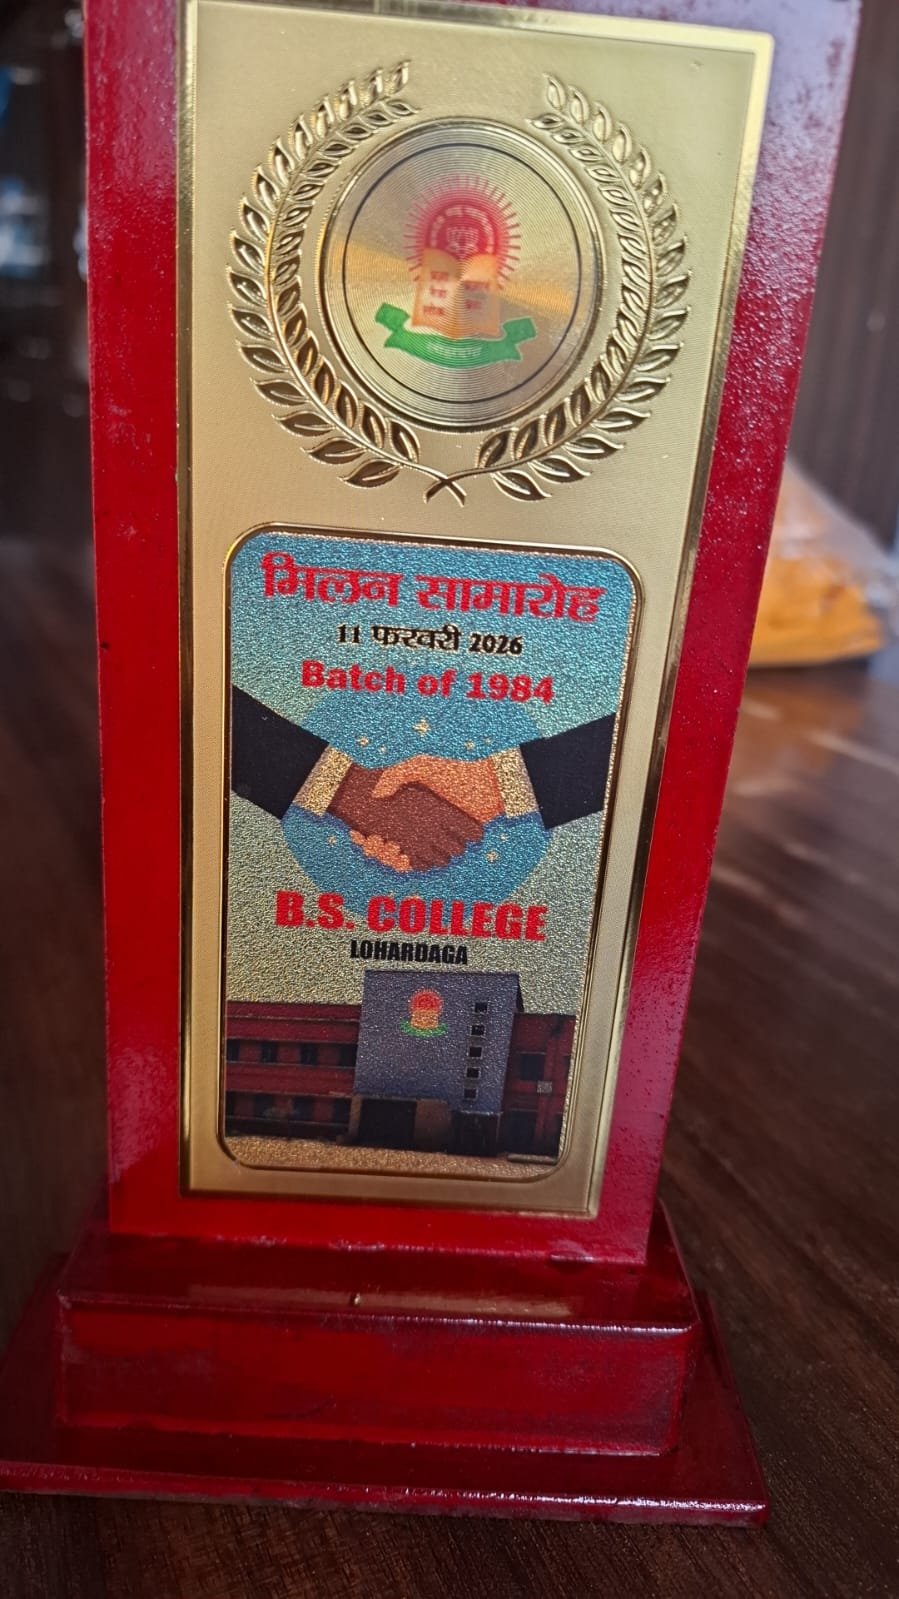 मिलन सामारोह
11 फरवरी 2026
Batch of 1984
B.S. COLLEGE
LOHARDAGA